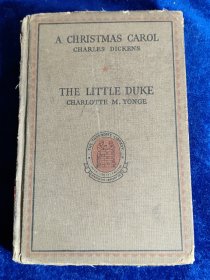 A CHRISTMAS CAROL
CHARLES DICKENS
THE LITTLE DUKE
CHARLOTTE M. YONGE